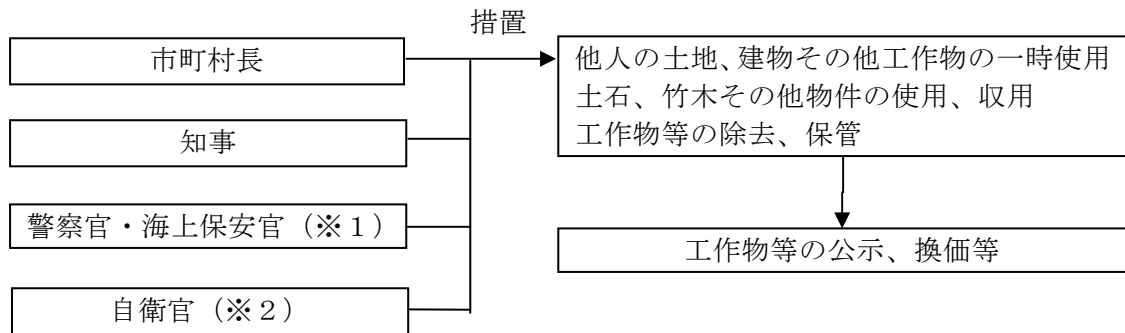 措置
市町村長
知事
警察官・海上保安官（※１）
自衛官（※２）
他人の土地、建物その他工作物の一時使用
土石、竹木その他物件の使用、収用
工作物等の除去、保管
工作物等の公示、換価等